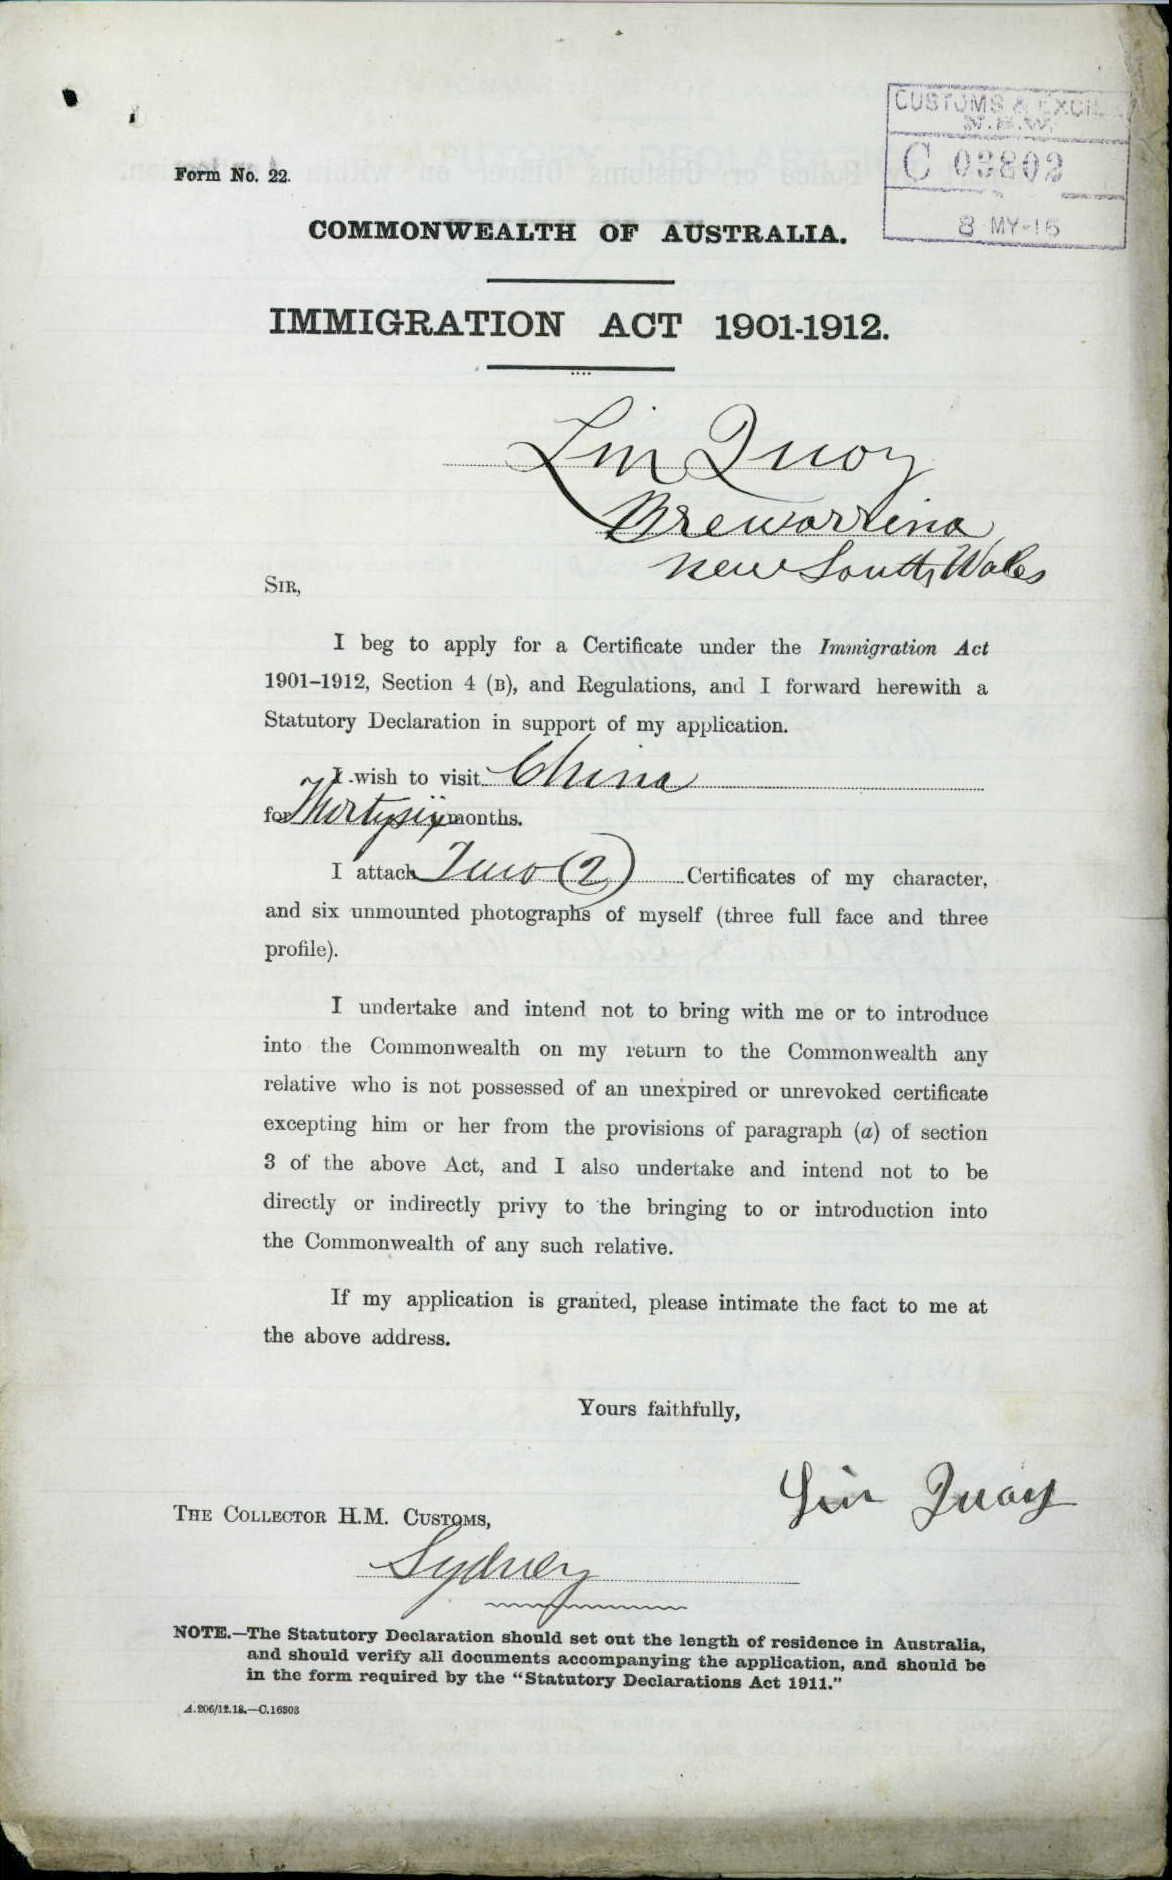 CUSTOMS & EXCISE
N.S.W.
C 03802
8 MY-16
Form No. 22.
COMMONWEALTH OF AUSTRALIA.
IMMIGRATION ACT 1901-1912.
Lin Quoy
Brewarrina
New South Wales
SIR,
I beg to apply for a Certificate under the Immigration Act
1901–1912, Section 4 (B), and Regulations, and I forward herewith a
Statutory Declaration in support of my application.
I wish to visit China
for Thirtysix months.
I attach Two (2) Certificates of my character,
and six unmounted photographs of myself (three full face and three
profile).
I undertake and intend not to bring with me or to introduce
into the Commonwealth on my return to the Commonwealth any
relative who is not possessed of an unexpired or unrevoked certificate
excepting him or her from the provisions of paragraph (a) of section
3 of the above Act, and I also undertake and intend not to be
directly or indirectly privy to the bringing to or introduction into
the Commonwealth of any such relative.
If my application is granted, please intimate the fact to me at
the above address.
Yours faithfully,
Lin Quoy
THE COLLECTOR H.M. CUSTOMS,
Sydney
NOTE.—The Statutory Declaration should set out the length of residence in Australia,
and should verify all documents accompanying the application, and should be
in the form required by the "Statutory Declarations Act 1911."
A.206/12.13.—C.16503